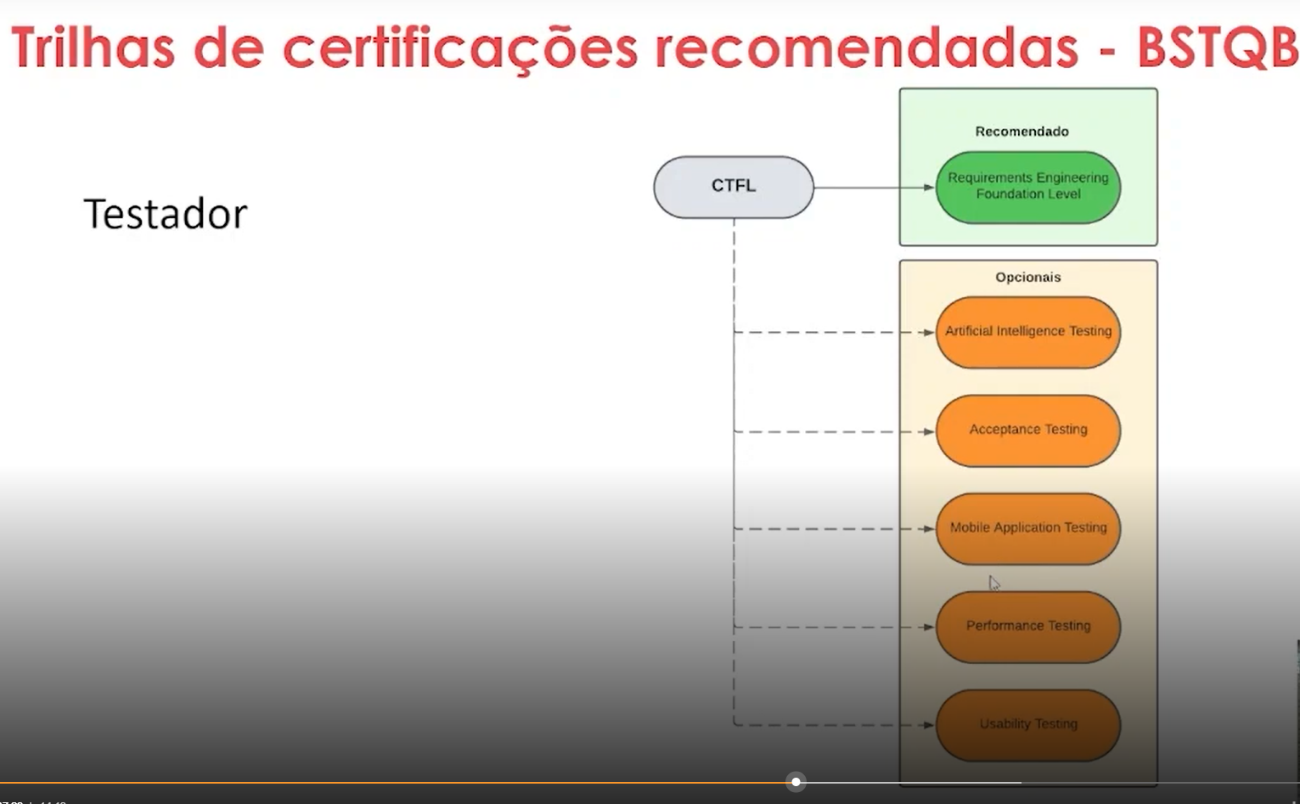 Trilhas de certificações recomendadas - BSTQB
Testador
CTFL
Recomendado
Requirements Engineering
Foundation Level
Opcionais
Artificial Intelligence Testing
Acceptance Testing
Mobile Application Testing
Performance Testing
Usability Testing